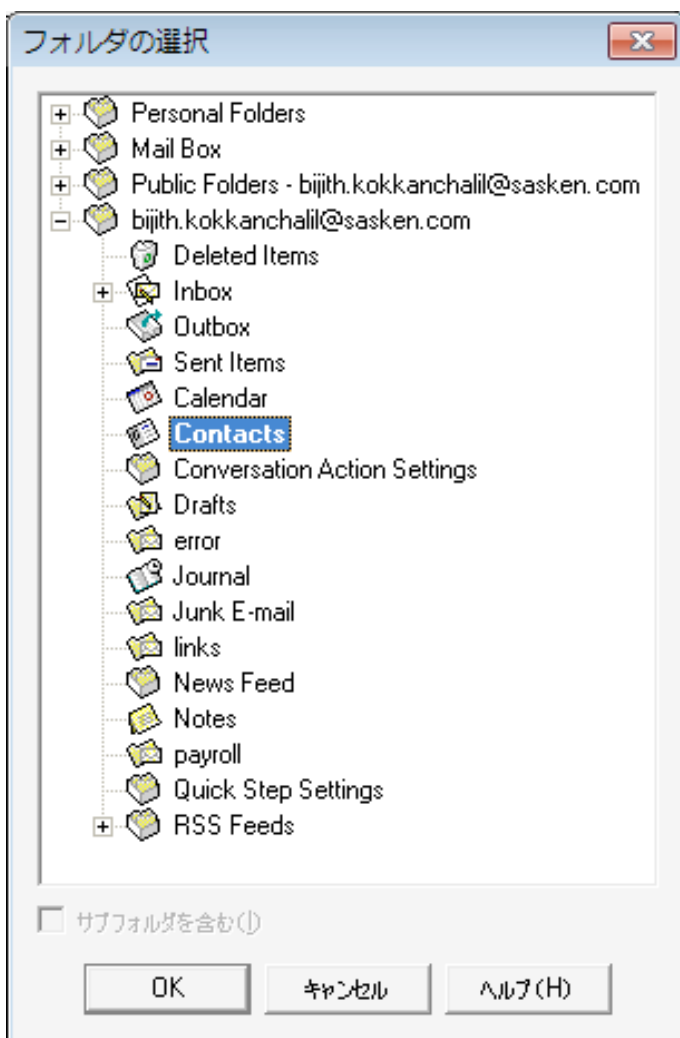 フォルダの選択
Personal Folders
Mail Box
Public Folders - bijith.kokkanchalil@sasken.com
bijith.kokkanchalil@sasken.com
Deleted Items
Inbox
Outbox
Sent Items
Calendar
Contacts
Conversation Action Settings
Drafts
error
Journal
Junk E-mail
links
News Feed
Notes
payroll
Quick Step Settings
RSS Feeds
サブフォルダを含む(I)
OK キャンセル ヘルプ(H)